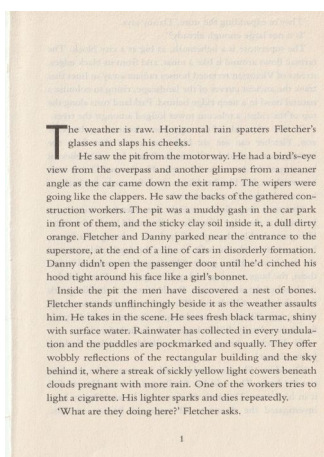 The weather is raw. Horizontal rain spatters Fletcher's
glasses and slaps his cheeks.
He saw the pit from the motorway. He had a bird's-eye
view from the overpass and another glimpse from a meaner
angle as the car came down the exit ramp. The wipers were
going like the clappers. He saw the backs of the gathered con-
struction workers. The pit was a muddy gash in the car park
in front of them, and the sticky clay soil inside it, a dull dirty
orange. Fletcher and Danny parked near the entrance to the
superstore, at the end of a line of cars in disorderly formation.
Danny didn't open the passenger door until he'd cinched his
hood tight around his face like a girl's bonnet.
Inside the pit the men have discovered a nest of bones.
Fletcher stands unflinchingly beside it as the weather assaults
him. He takes in the scene. He sees fresh black tarmac, shiny
with surface water. Rainwater has collected in every undula-
tion and the puddles are pockmarked and squally. They offer
wobbly reflections of the rectangular building and the sky
behind it, where a streak of sickly yellow light cowers beneath
clouds pregnant with more rain. One of the workers tries to
light a cigarette. His lighter sparks and dies repeatedly.
'What are they doing here?' Fletcher asks.
1